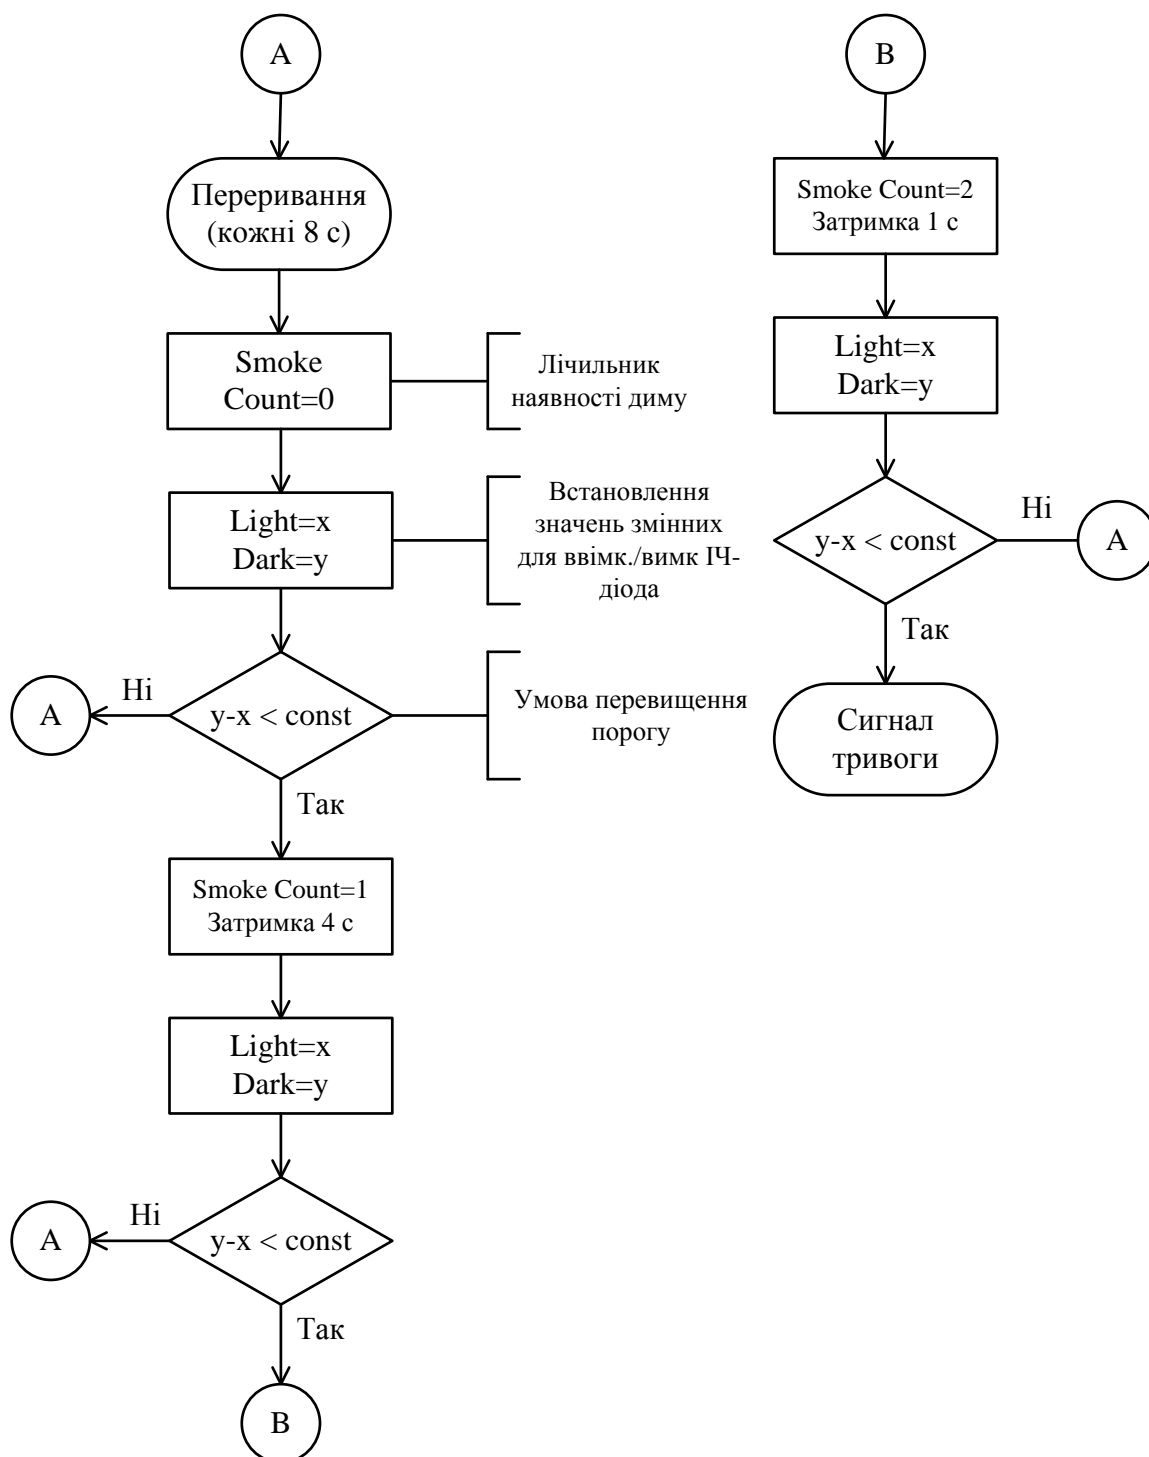 А
Переривання
(кожні 8 с)
Smoke
Count=0
Лічильник
наявності диму
Light=x
Dark=y
Встановлення
значень змінних
для ввімк./вимк ІЧ-
діода
А
Ні
y-x < const
Умова перевищення
порогу
Так
Smoke Count=1
Затримка 4 с
Light=x
Dark=y
А
Ні
y-x < const
Так
В
В
Smoke Count=2
Затримка 1 с
Light=x
Dark=y
y-x < const
Ні
А
Так
Сигнал
тривоги